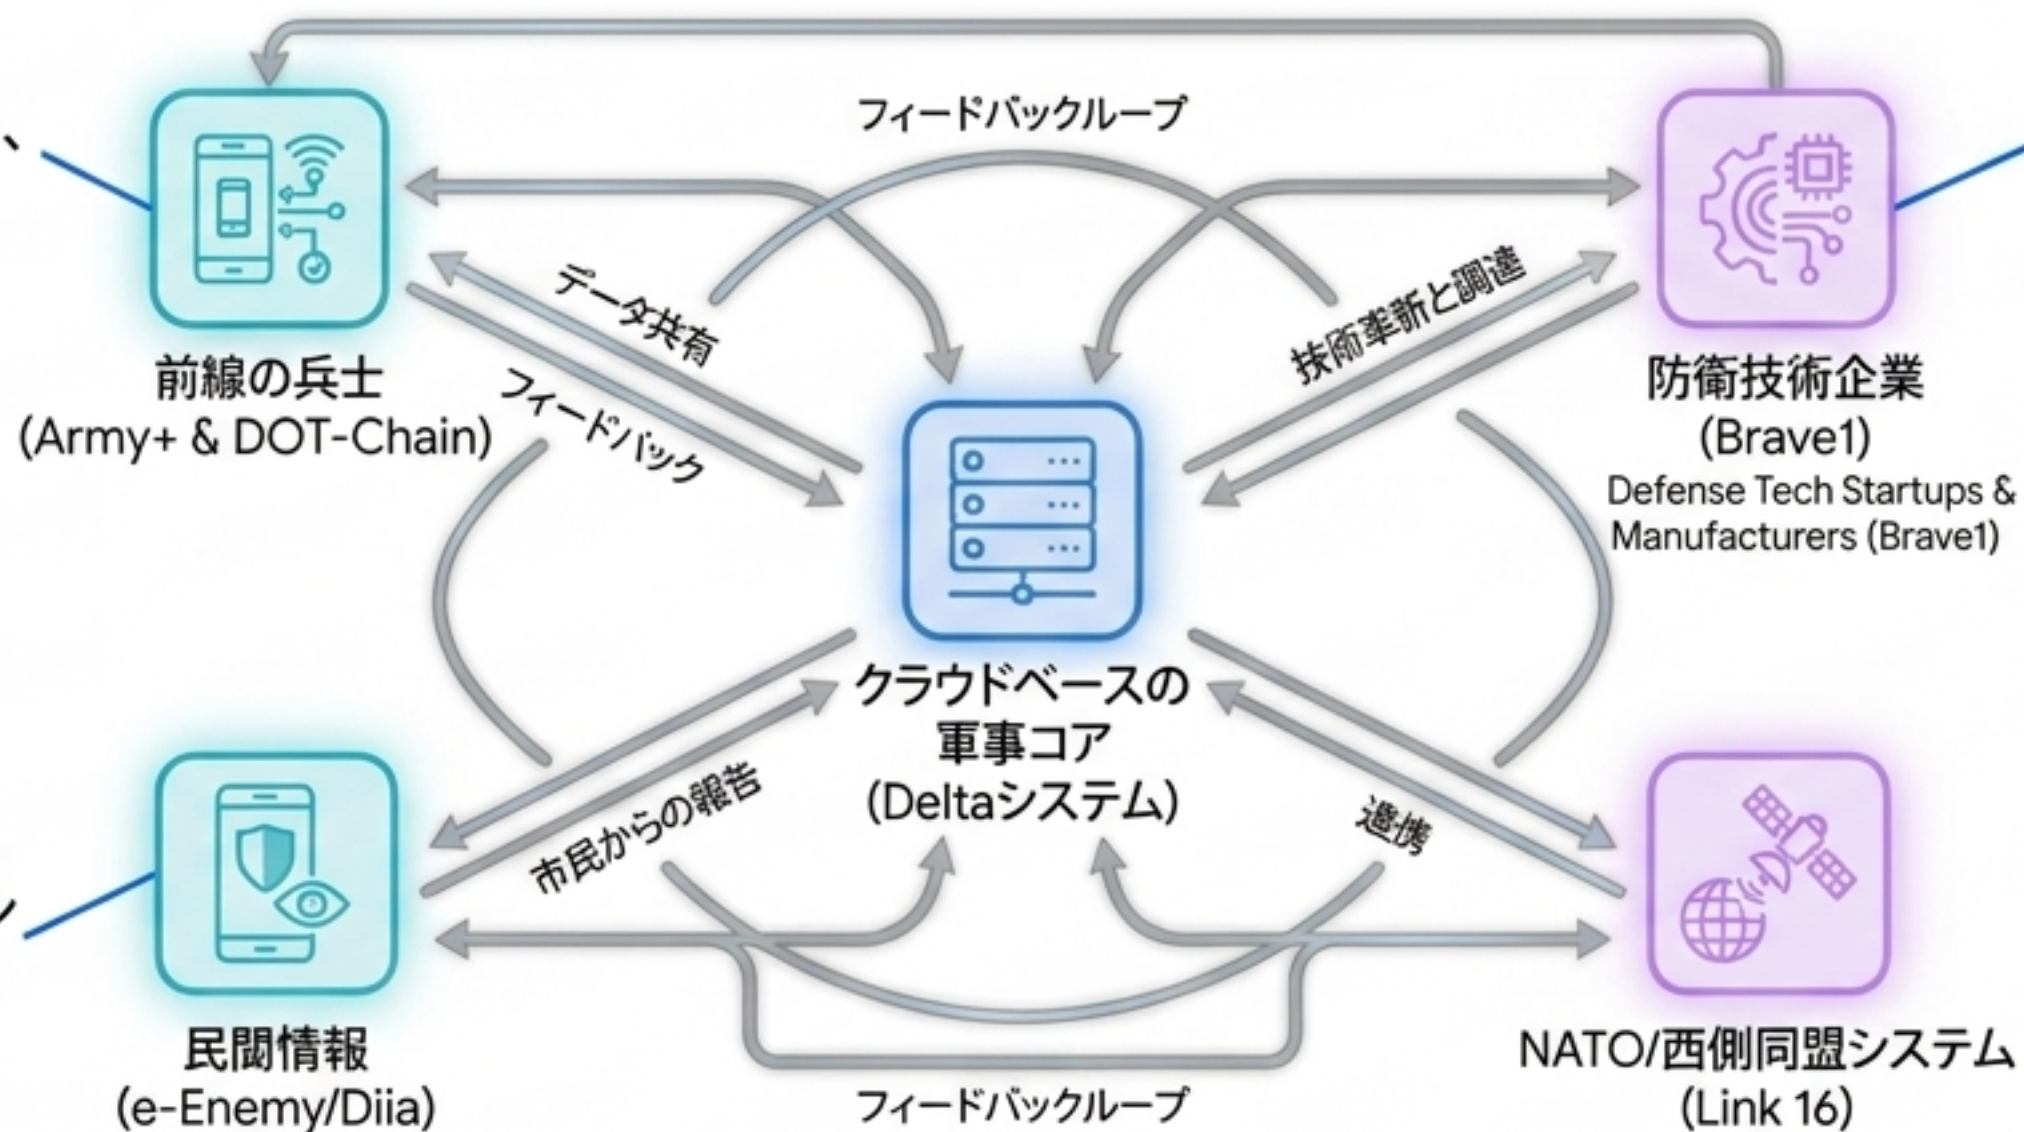 フィードバックループ
データ共有
フィードバック
技術革新と調達
前線の兵士
(Army+ & DOT-Chain)
防衛技術企業
(Brave1)
Defense Tech Startups &
Manufacturers (Brave1)
クラウドベースの
軍事コア
(Deltaシステム)
市民からの報告
民間情報
(e-Enemy/Diia)
NATO/西側同盟システム
(Link 16)
フィードバックループ